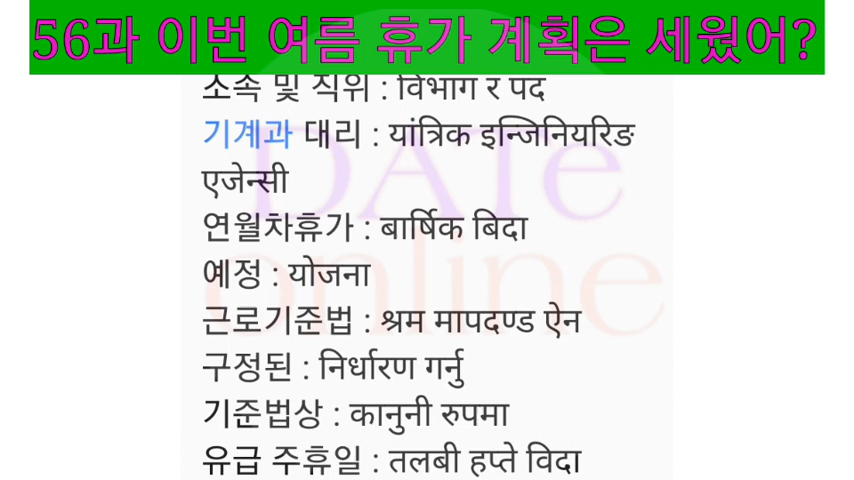 56과 이번 여름 휴가 계획은 세웠어?
소속 및 직위 : विभाग र पद
기계과 대리 : यांत्रिक इन्जिनियरिङ
एजेन्सी
연월차휴가 : बार्षिक बिदा
예정 : योजना
근로기준법 : श्रम मापदण्ड ऐन
구정된 : निर्धारण गर्नु
기준법상 : कानुनी रुपमा
유급 주휴일 : तलबी हप्ते विदा
DATe
online